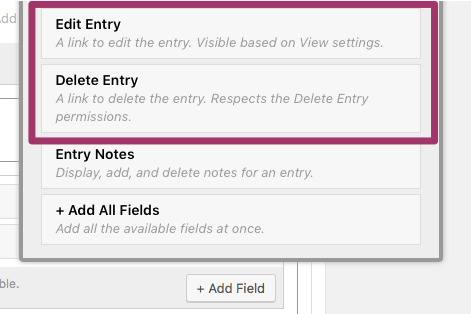 Add
Edit Entry
A link to edit the entry. Visible based on View settings.
Delete Entry
A link to delete the entry. Respects the Delete Entry
permissions.
Entry Notes
Display, add, and delete notes for an entry.
+ Add All Fields
Add all the available fields at once.
ble.
+ Add Field